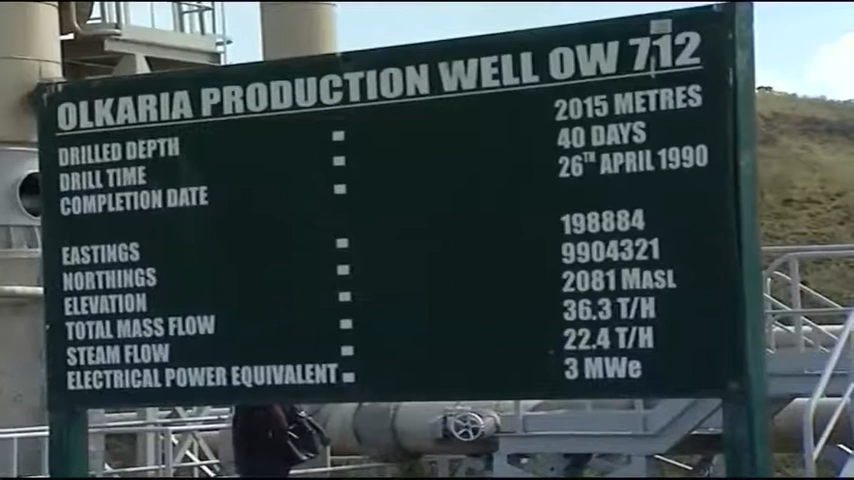 OLKARIA PRODUCTION WELL OW 712
DRILLED DEPTH - 2015 METRES
DRILL TIME - 40 DAYS
COMPLETION DATE - 26TH APRIL 1990
EASTINGS - 198884
NORTHINGS - 9904321
ELEVATION - 2081 MASL
TOTAL MASS FLOW - 36.3 T/H
STEAM FLOW - 22.4 T/H
ELECTRICAL POWER EQUIVALENT - 3 MWe